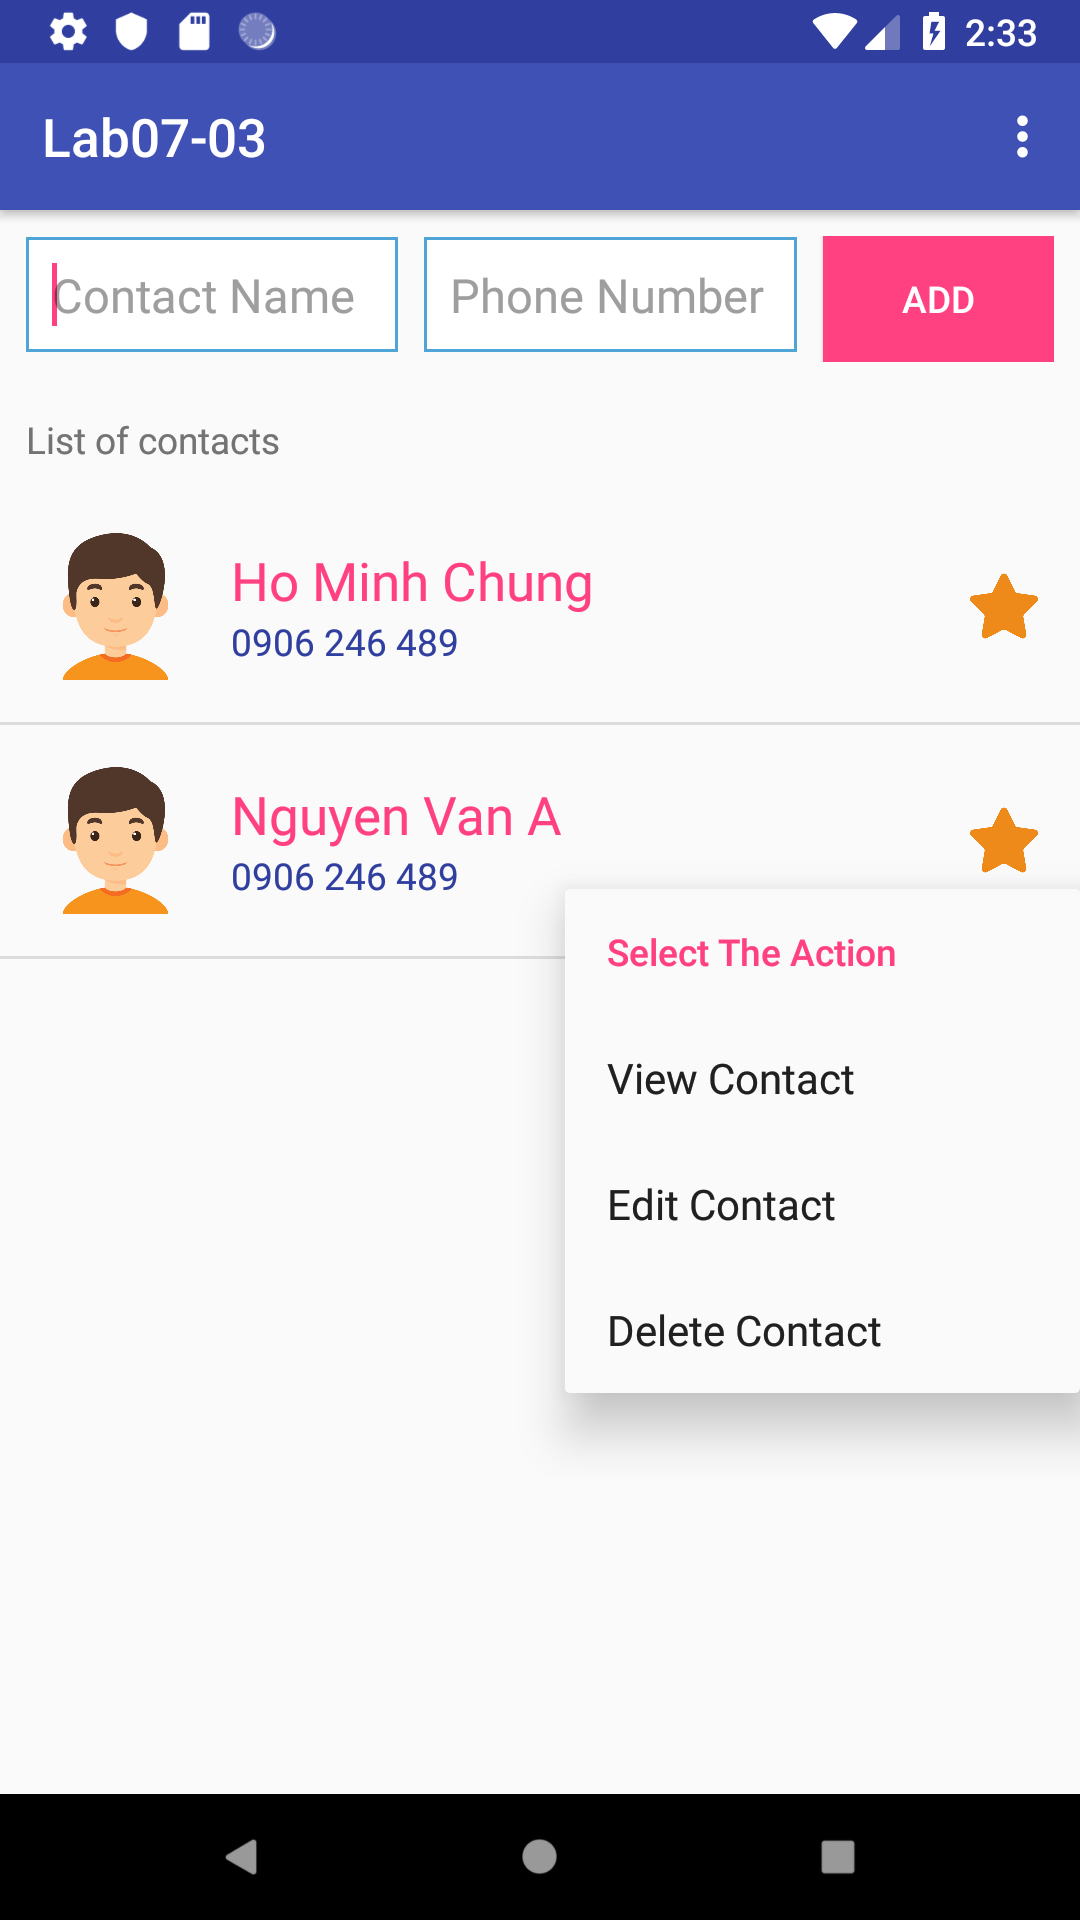 2:33
Lab07-03
Contact Name
Phone Number
ADD
List of contacts
Ho Minh Chung
0906 246 489
Nguyen Van A
0906 246 489
Select The Action
View Contact
Edit Contact
Delete Contact